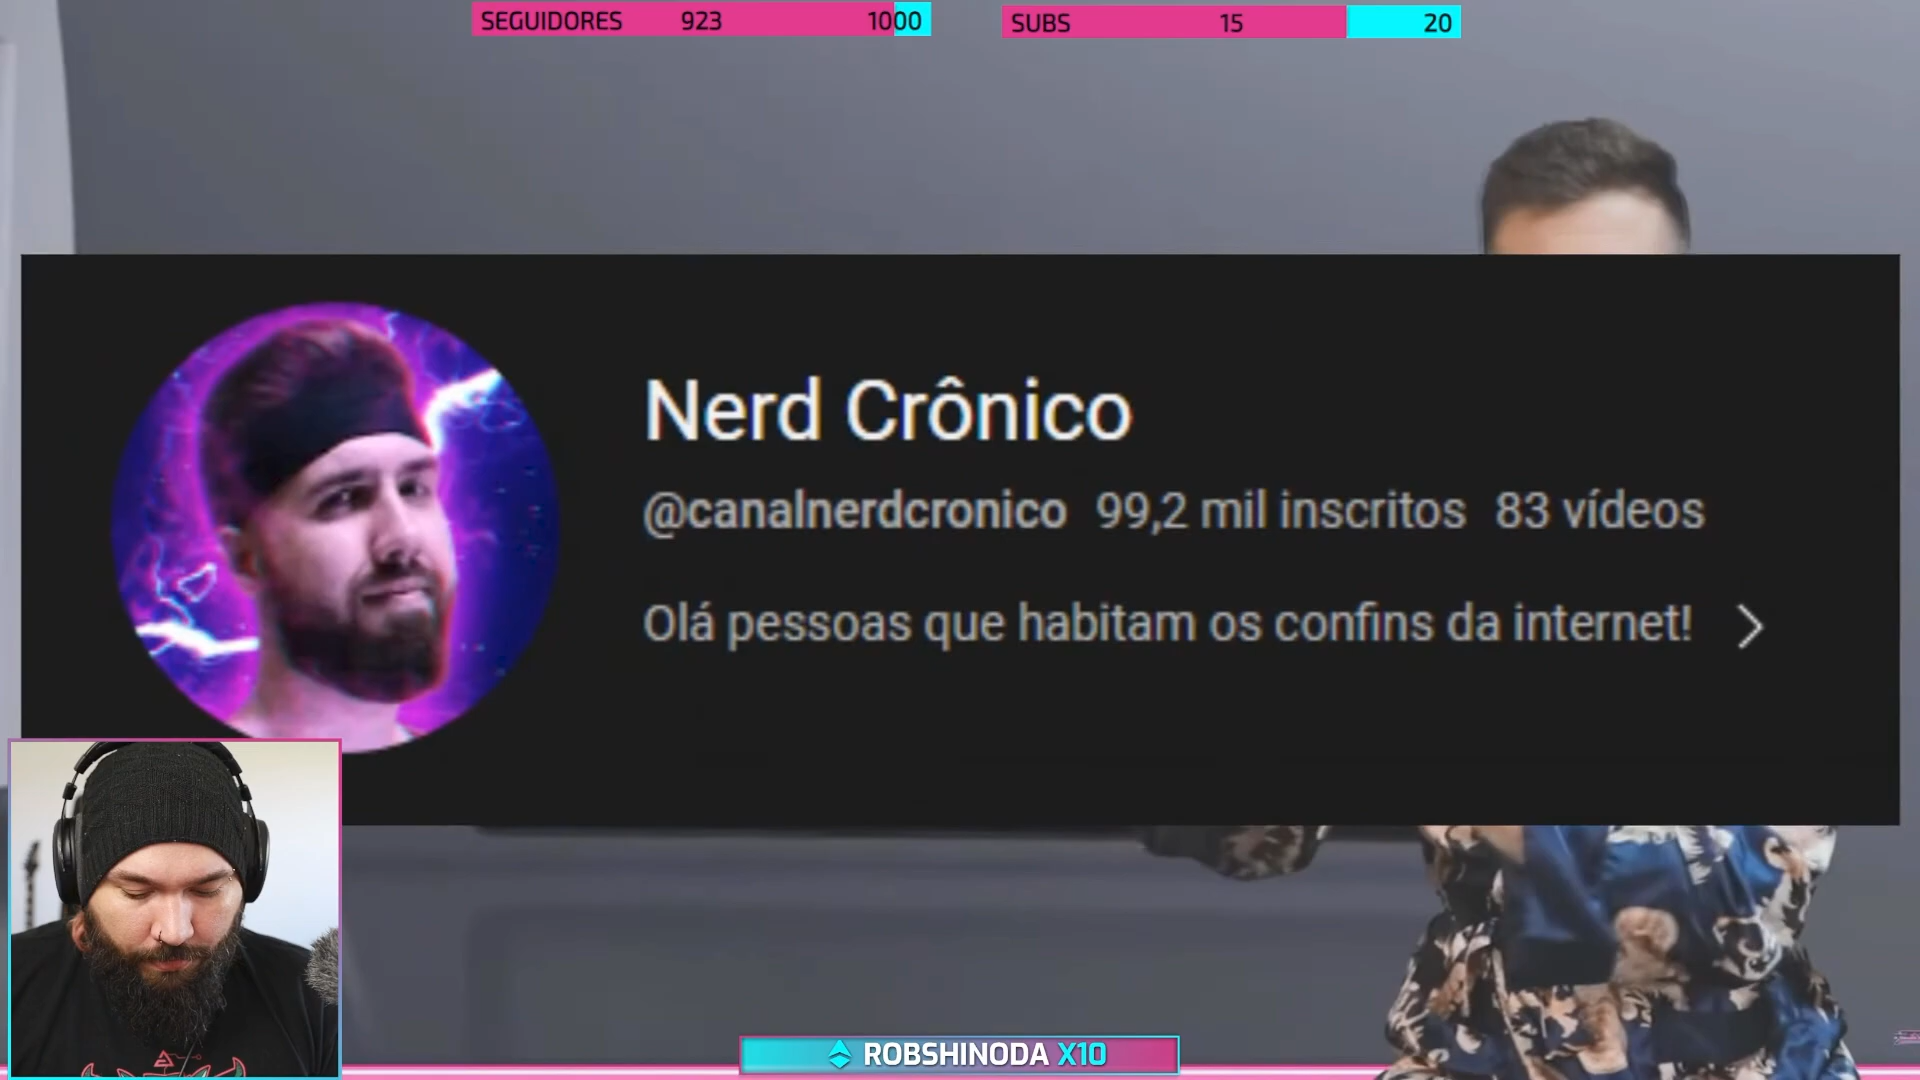 SEGUIDORES 923 1000
SUBS 15 20
Nerd Crônico
@canalnerdcronico 99,2 mil inscritos 83 vídeos
Olá pessoas que habitam os confins da internet!
ROBSHINODA X10